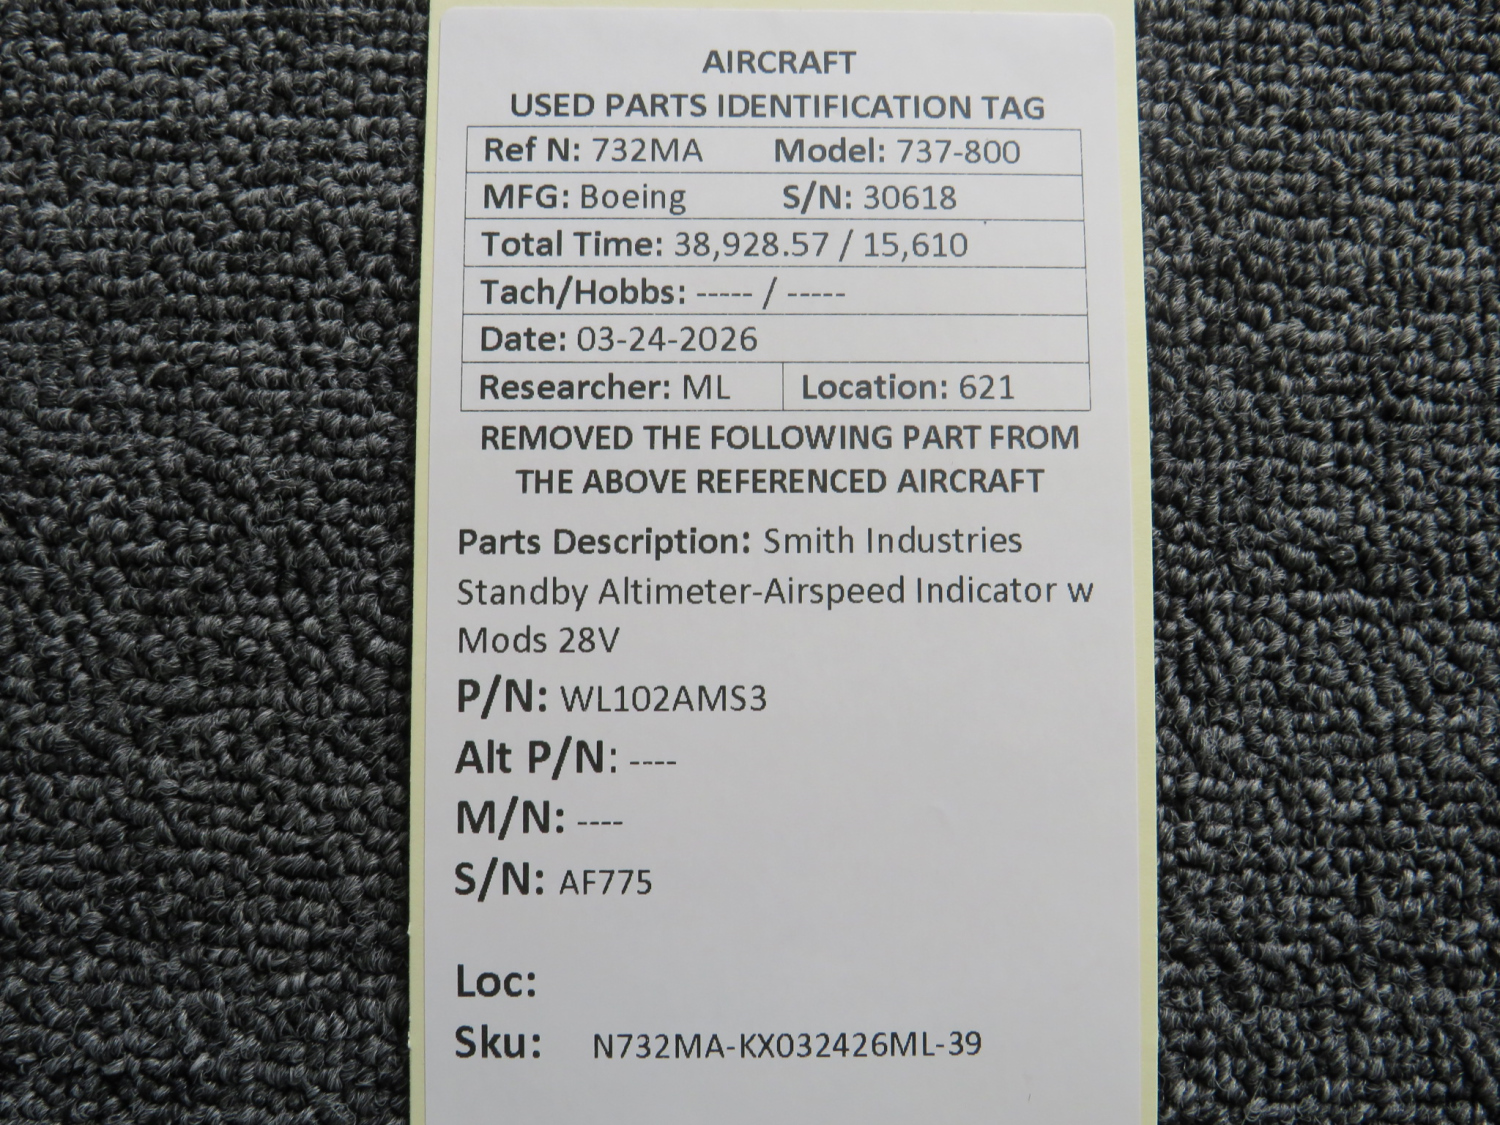 AIRCRAFT
USED PARTS IDENTIFICATION TAG
Ref N: 732MA Model: 737-800
MFG: Boeing S/N: 30618
Total Time: 38,928.57 / 15,610
Tach/Hobbs: ----- / -----
Date: 03-24-2026
Researcher: ML Location: 621
REMOVED THE FOLLOWING PART FROM
THE ABOVE REFERENCED AIRCRAFT
Parts Description: Smith Industries
Standby Altimeter-Airspeed Indicator w
Mods 28V
P/N: WL102AMS3
Alt P/N: ----
M/N: ----
S/N: AF775
Loc:
Sku: N732MA-KX032426ML-39